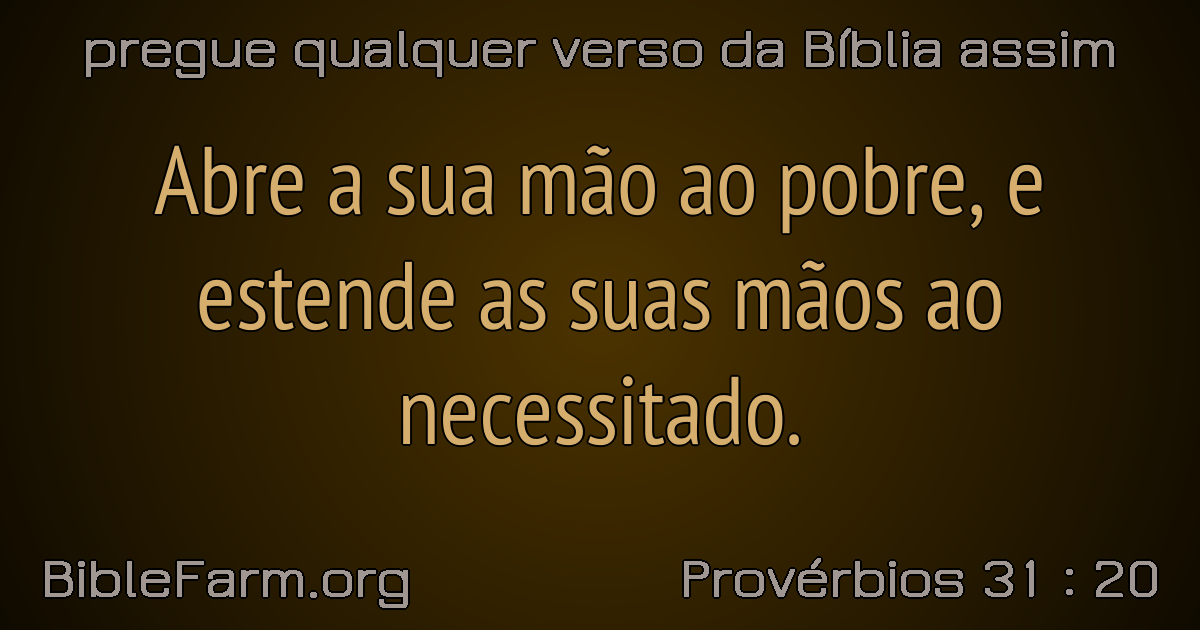 pregue qualquer verso da Bíblia assim
Abre a sua mão ao pobre, e
estende as suas mãos ao
necessitado.
BibleFarm.org
Provérbios 31 : 20